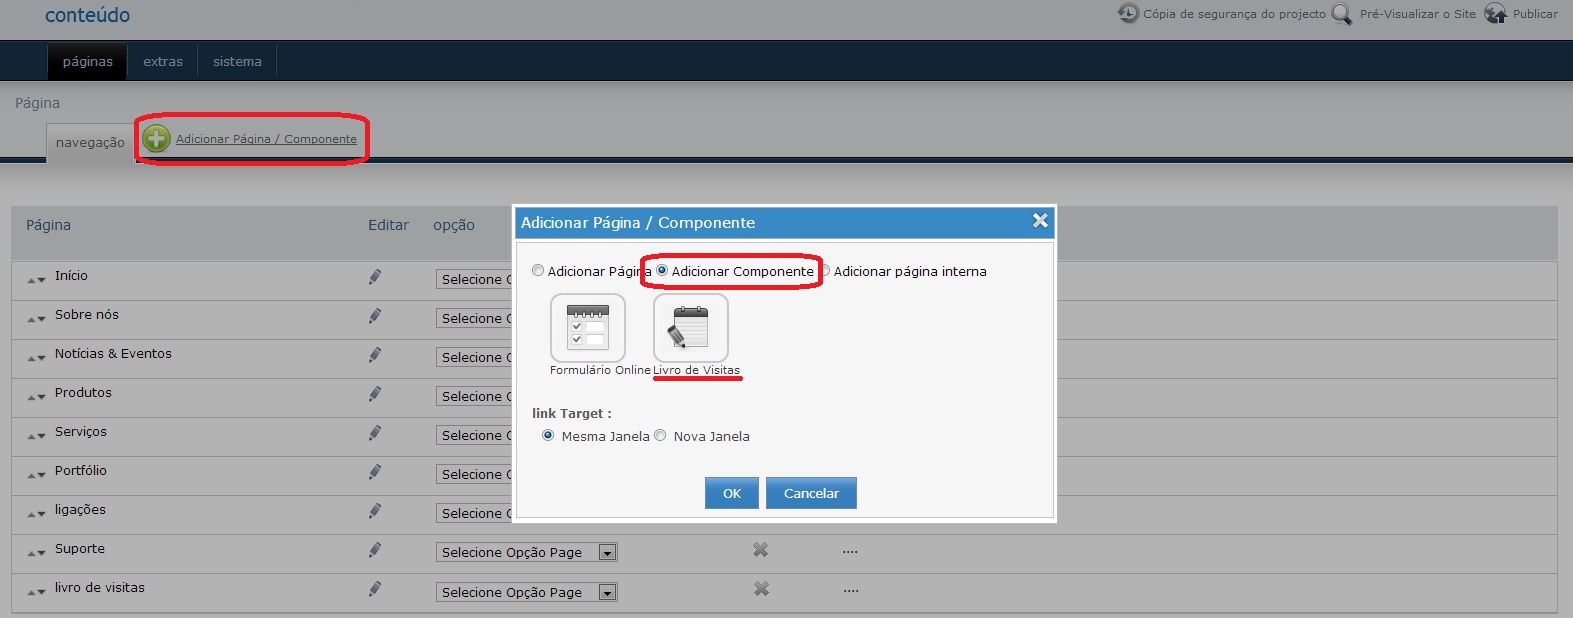 conteúdo
Cópia de segurança do projecto Pré-Visualizar o Site Publicar
páginas extras sistema
Página
navegação Adicionar Página / Componente
Página Editar opção
Adicionar Página / Componente
Adicionar Página Adicionar Componente Adicionar página interna
Formulário Online Livro de Visitas
link Target :
Mesma Janela Nova Janela
OK Cancelar
Início Selecione
Sobre nós Selecione
Notícias & Eventos Selecione
Produtos Selecione
Serviços Selecione
Portfólio Selecione
ligações Selecione
Suporte Selecione Opção Page ....
livro de visitas Selecione Opção Page ....